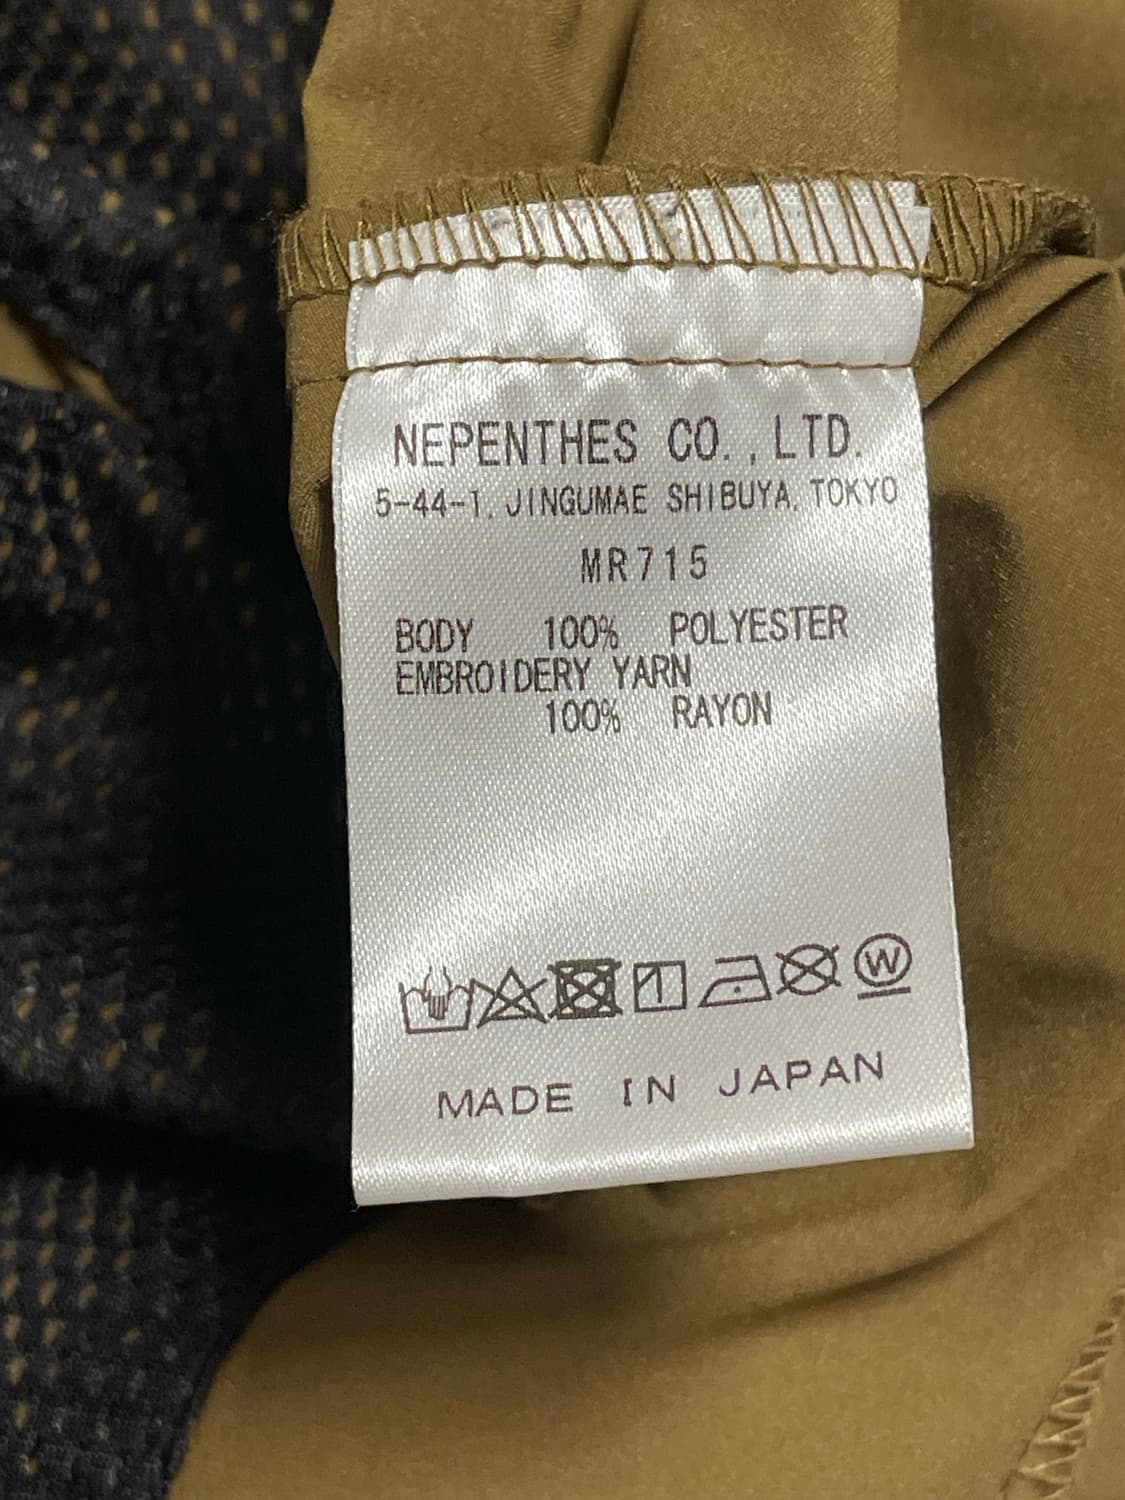 NEPENTHES CO.,LTD.
5-44-1, JINGUMAE SHIBUYA, TOKYO
MR715
BODY 100% POLYESTER
EMBROIDERY YARN
100% RAYON
W
MADE IN JAPAN